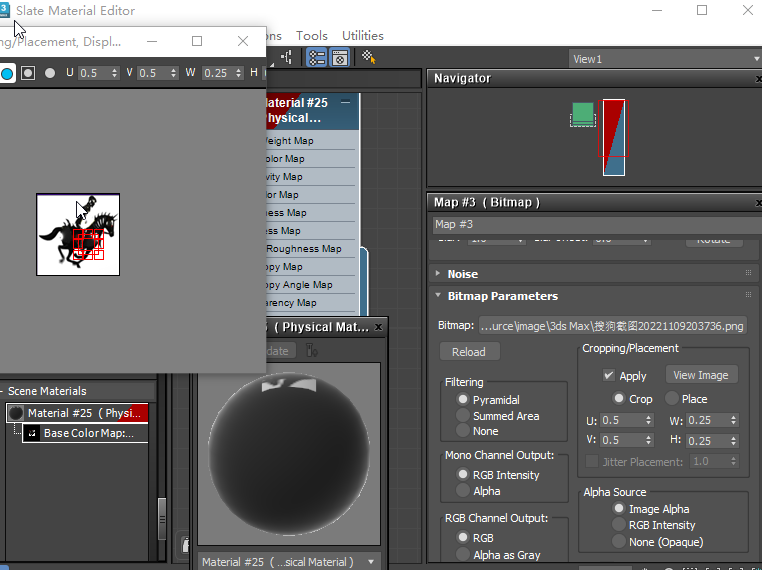 Slate Material Editor
ng/Placement, Displ...
ons Tools Utilities
U 0.5 V 0.5 W 0.25 H
View1
Navigator
aterial #25
hysical...
Veight Map
olor Map
vity Map
lor Map
ness Map
ess Map
Roughness Map
opy Map
opy Angle Map
arency Map
Map #3 ( Bitmap )
Map #3
Noise
Bitmap Parameters
Bitmap: ...urce\image\3ds Max\搜狗截图20221109203736.png
Reload
Cropping/Placement
Apply View Image
Crop Place
U: 0.5 W: 0.25
V: 0.5 H: 0.25
Jitter Placement: 1.0
Filtering
Pyramidal
Summed Area
None
Mono Channel Output:
RGB Intensity
Alpha
RGB Channel Output:
RGB
Alpha as Gray
Alpha Source
Image Alpha
RGB Intensity
None (Opaque)
( Physical Mat...
date
Scene Materials
Material #25 ( Physi...
Base Color Map:...
Material #25 ( ...sical Material )